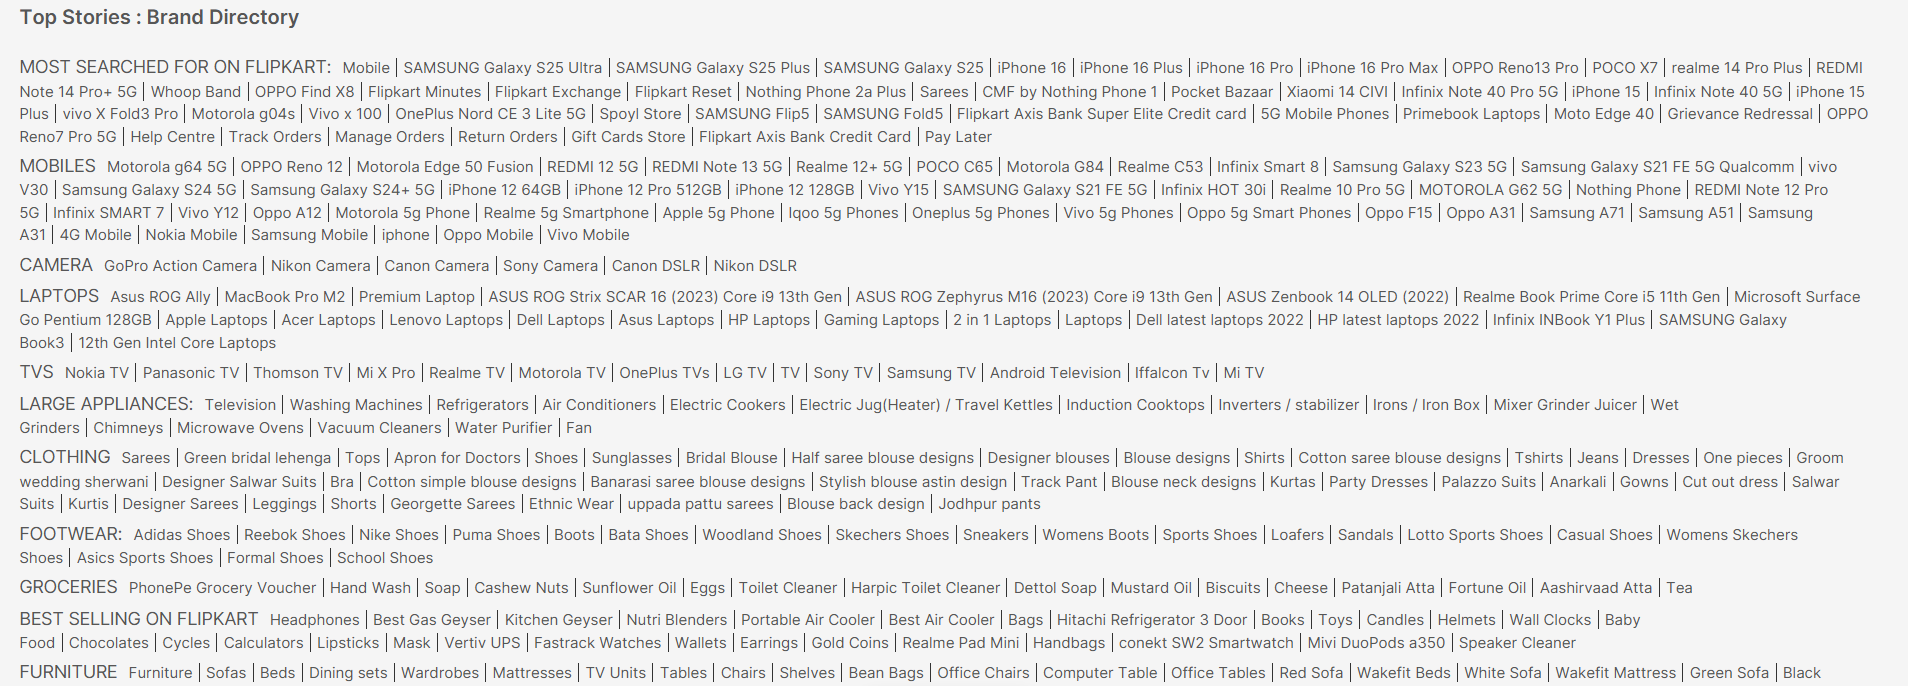 Top Stories : Brand Directory
MOST SEARCHED FOR ON FLIPKART: Mobile | SAMSUNG Galaxy S25 Ultra | SAMSUNG Galaxy S25 Plus | SAMSUNG Galaxy S25 | iPhone 16 | iPhone 16 Plus | iPhone 16 Pro | iPhone 16 Pro Max | OPPO Reno13 Pro | POCO X7 | realme 14 Pro Plus | REDMI
Note 14 Pro+ 5G | Whoop Band | OPPO Find X8 | Flipkart Minutes | Flipkart Exchange | Flipkart Reset | Nothing Phone 2a Plus | Sarees | CMF by Nothing Phone 1 | Pocket Bazaar | Xiaomi 14 CIVI | Infinix Note 40 Pro 5G | iPhone 15 | Infinix Note 40 5G | iPhone 15
Plus | vivo X Fold3 Pro | Motorola g04s | Vivo x 100 | OnePlus Nord CE 3 Lite 5G | Spoyl Store | SAMSUNG Flip5 | SAMSUNG Fold5 | Flipkart Axis Bank Super Elite Credit card | 5G Mobile Phones | Primebook Laptops | Moto Edge 40 | Grievance Redressal | OPPO
Reno7 Pro 5G | Help Centre | Track Orders | Manage Orders | Return Orders | Gift Cards Store | Flipkart Axis Bank Credit Card | Pay Later
MOBILES Motorola g64 5G | OPPO Reno 12 | Motorola Edge 50 Fusion | REDMI 12 5G | REDMI Note 13 5G | Realme 12+ 5G | POCO C65 | Motorola G84 | Realme C53 | Infinix Smart 8 | Samsung Galaxy S23 5G | Samsung Galaxy S21 FE 5G Qualcomm | vivo
V30 | Samsung Galaxy S24 5G | Samsung Galaxy S24+ 5G | iPhone 12 64GB | iPhone 12 Pro 512GB | iPhone 12 128GB | Vivo Y15 | SAMSUNG Galaxy S21 FE 5G | Infinix HOT 30i | Realme 10 Pro 5G | MOTOROLA G62 5G | Nothing Phone | REDMI Note 12 Pro
5G | Infinix SMART 7 | Vivo Y12 | Oppo A12 | Motorola 5g Phone | Realme 5g Smartphone | Apple 5g Phone | Iqoo 5g Phones | Oneplus 5g Phones | Vivo 5g Phones | Oppo 5g Smart Phones | Oppo F15 | Oppo A31 | Samsung A71 | Samsung A51 | Samsung
A31 | 4G Mobile | Nokia Mobile | Samsung Mobile | iphone | Oppo Mobile | Vivo Mobile
CAMERA GoPro Action Camera | Nikon Camera | Canon Camera | Sony Camera | Canon DSLR | Nikon DSLR
LAPTOPS Asus ROG Ally | MacBook Pro M2 | Premium Laptop | ASUS ROG Strix SCAR 16 (2023) Core i9 13th Gen | ASUS ROG Zephyrus M16 (2023) Core i9 13th Gen | ASUS Zenbook 14 OLED (2022) | Realme Book Prime Core i5 11th Gen | Microsoft Surface
Go Pentium 128GB | Apple Laptops | Acer Laptops | Lenovo Laptops | Dell Laptops | Asus Laptops | HP Laptops | Gaming Laptops | 2 in 1 Laptops | Laptops | Dell latest laptops 2022 | HP latest laptops 2022 | Infinix INBook Y1 Plus | SAMSUNG Galaxy
Book3 | 12th Gen Intel Core Laptops
TVS Nokia TV | Panasonic TV | Thomson TV | Mi X Pro | Realme TV | Motorola TV | OnePlus TVs | LG TV | TV | Sony TV | Samsung TV | Android Television | Iffalcon Tv | Mi TV
LARGE APPLIANCES: Television | Washing Machines | Refrigerators | Air Conditioners | Electric Cookers | Electric Jug(Heater) / Travel Kettles | Induction Cooktops | Inverters / stabilizer | Irons / Iron Box | Mixer Grinder Juicer | Wet
Grinders | Chimneys | Microwave Ovens | Vacuum Cleaners | Water Purifier | Fan
CLOTHING Sarees | Green bridal lehenga | Tops | Apron for Doctors | Shoes | Sunglasses | Bridal Blouse | Half saree blouse designs | Designer blouses | Blouse designs | Shirts | Cotton saree blouse designs | Tshirts | Jeans | Dresses | One pieces | Groom
wedding sherwani | Designer Salwar Suits | Bra | Cotton simple blouse designs | Banarasi saree blouse designs | Stylish blouse astin design | Track Pant | Blouse neck designs | Kurtas | Party Dresses | Palazzo Suits | Anarkali | Gowns | Cut out dress | Salwar
Suits | Kurtis | Designer Sarees | Leggings | Shorts | Georgette Sarees | Ethnic Wear | uppada pattu sarees | Blouse back design | Jodhpur pants
FOOTWEAR: Adidas Shoes | Reebok Shoes | Nike Shoes | Puma Shoes | Boots | Bata Shoes | Woodland Shoes | Skechers Shoes | Sneakers | Womens Boots | Sports Shoes | Loafers | Sandals | Lotto Sports Shoes | Casual Shoes | Womens Skechers
Shoes | Asics Sports Shoes | Formal Shoes | School Shoes
GROCERIES PhonePe Grocery Voucher | Hand Wash | Soap | Cashew Nuts | Sunflower Oil | Eggs | Toilet Cleaner | Harpic Toilet Cleaner | Dettol Soap | Mustard Oil | Biscuits | Cheese | Patanjali Atta | Fortune Oil | Aashirvaad Atta | Tea
BEST SELLING ON FLIPKART Headphones | Best Gas Geyser | Kitchen Geyser | Nutri Blenders | Portable Air Cooler | Best Air Cooler | Bags | Hitachi Refrigerator 3 Door | Books | Toys | Candles | Helmets | Wall Clocks | Baby
Food | Chocolates | Cycles | Calculators | Lipsticks | Mask | Vertiv UPS | Fastrack Watches | Wallets | Earrings | Gold Coins | Realme Pad Mini | Handbags | conekt SW2 Smartwatch | Mivi DuoPods a350 | Speaker Cleaner
FURNITURE Furniture | Sofas | Beds | Dining sets | Wardrobes | Mattresses | TV Units | Tables | Chairs | Shelves | Bean Bags | Office Chairs | Computer Table | Office Tables | Red Sofa | Wakefit Beds | White Sofa | Wakefit Mattress | Green Sofa | Black